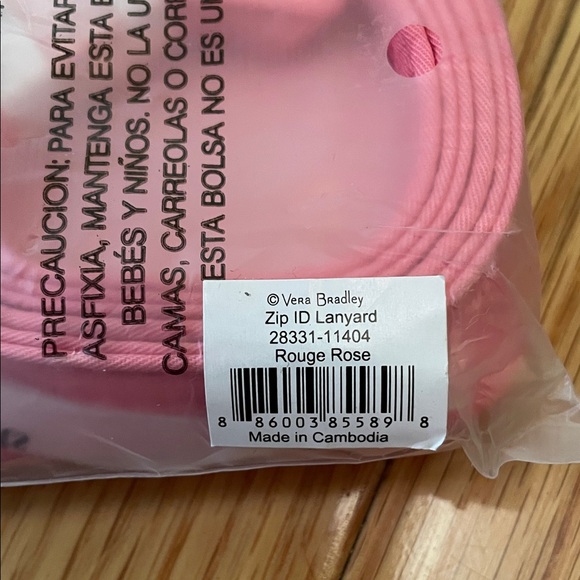 PRECAUCION: PARA EVITAR
ASFIXIA, MANTENGA ESTA
BEBÉS Y NIÑOS. NO LA U
CAMAS, CARREOLAS O COR
ESTA BOLSA NO ES U
© VERA BRADLEY
Zip ID Lanyard
28331-11404
Rouge Rose
8 86003 85589 8
Made in Cambodia